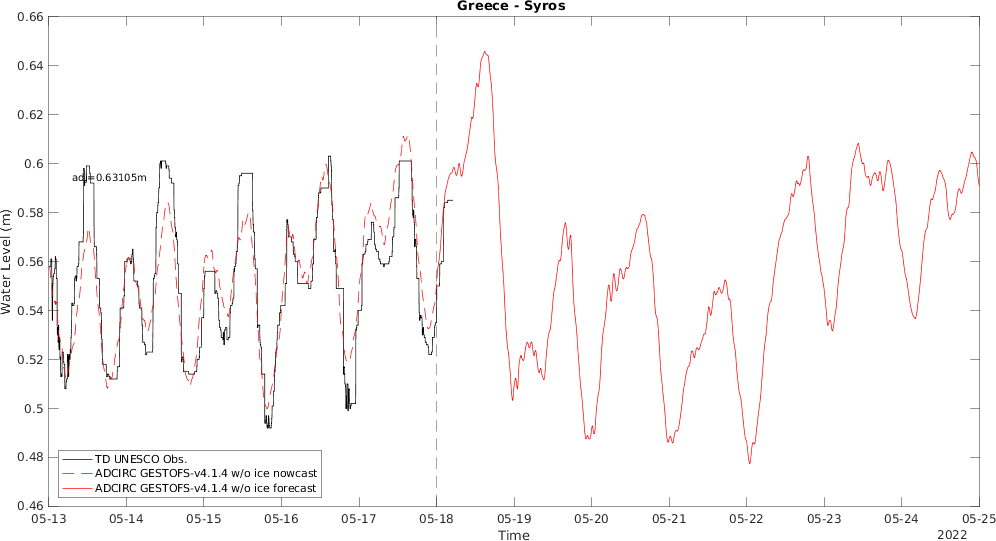 Greece - Syros
0.66
0.64
0.62
0.6
0.58
0.56
0.54
0.52
0.5
0.48
0.46
Water Level (m)
adj=0.63105m
TD UNESCO Obs.
ADCIRC GESTOFS-v4.1.4 w/o ice nowcast
ADCIRC GESTOFS-v4.1.4 w/o ice forecast
05-13 05-14 05-15 05-16 05-17 05-18 05-19 05-20 05-21 05-22 05-23 05-24 05-25
Time
2022